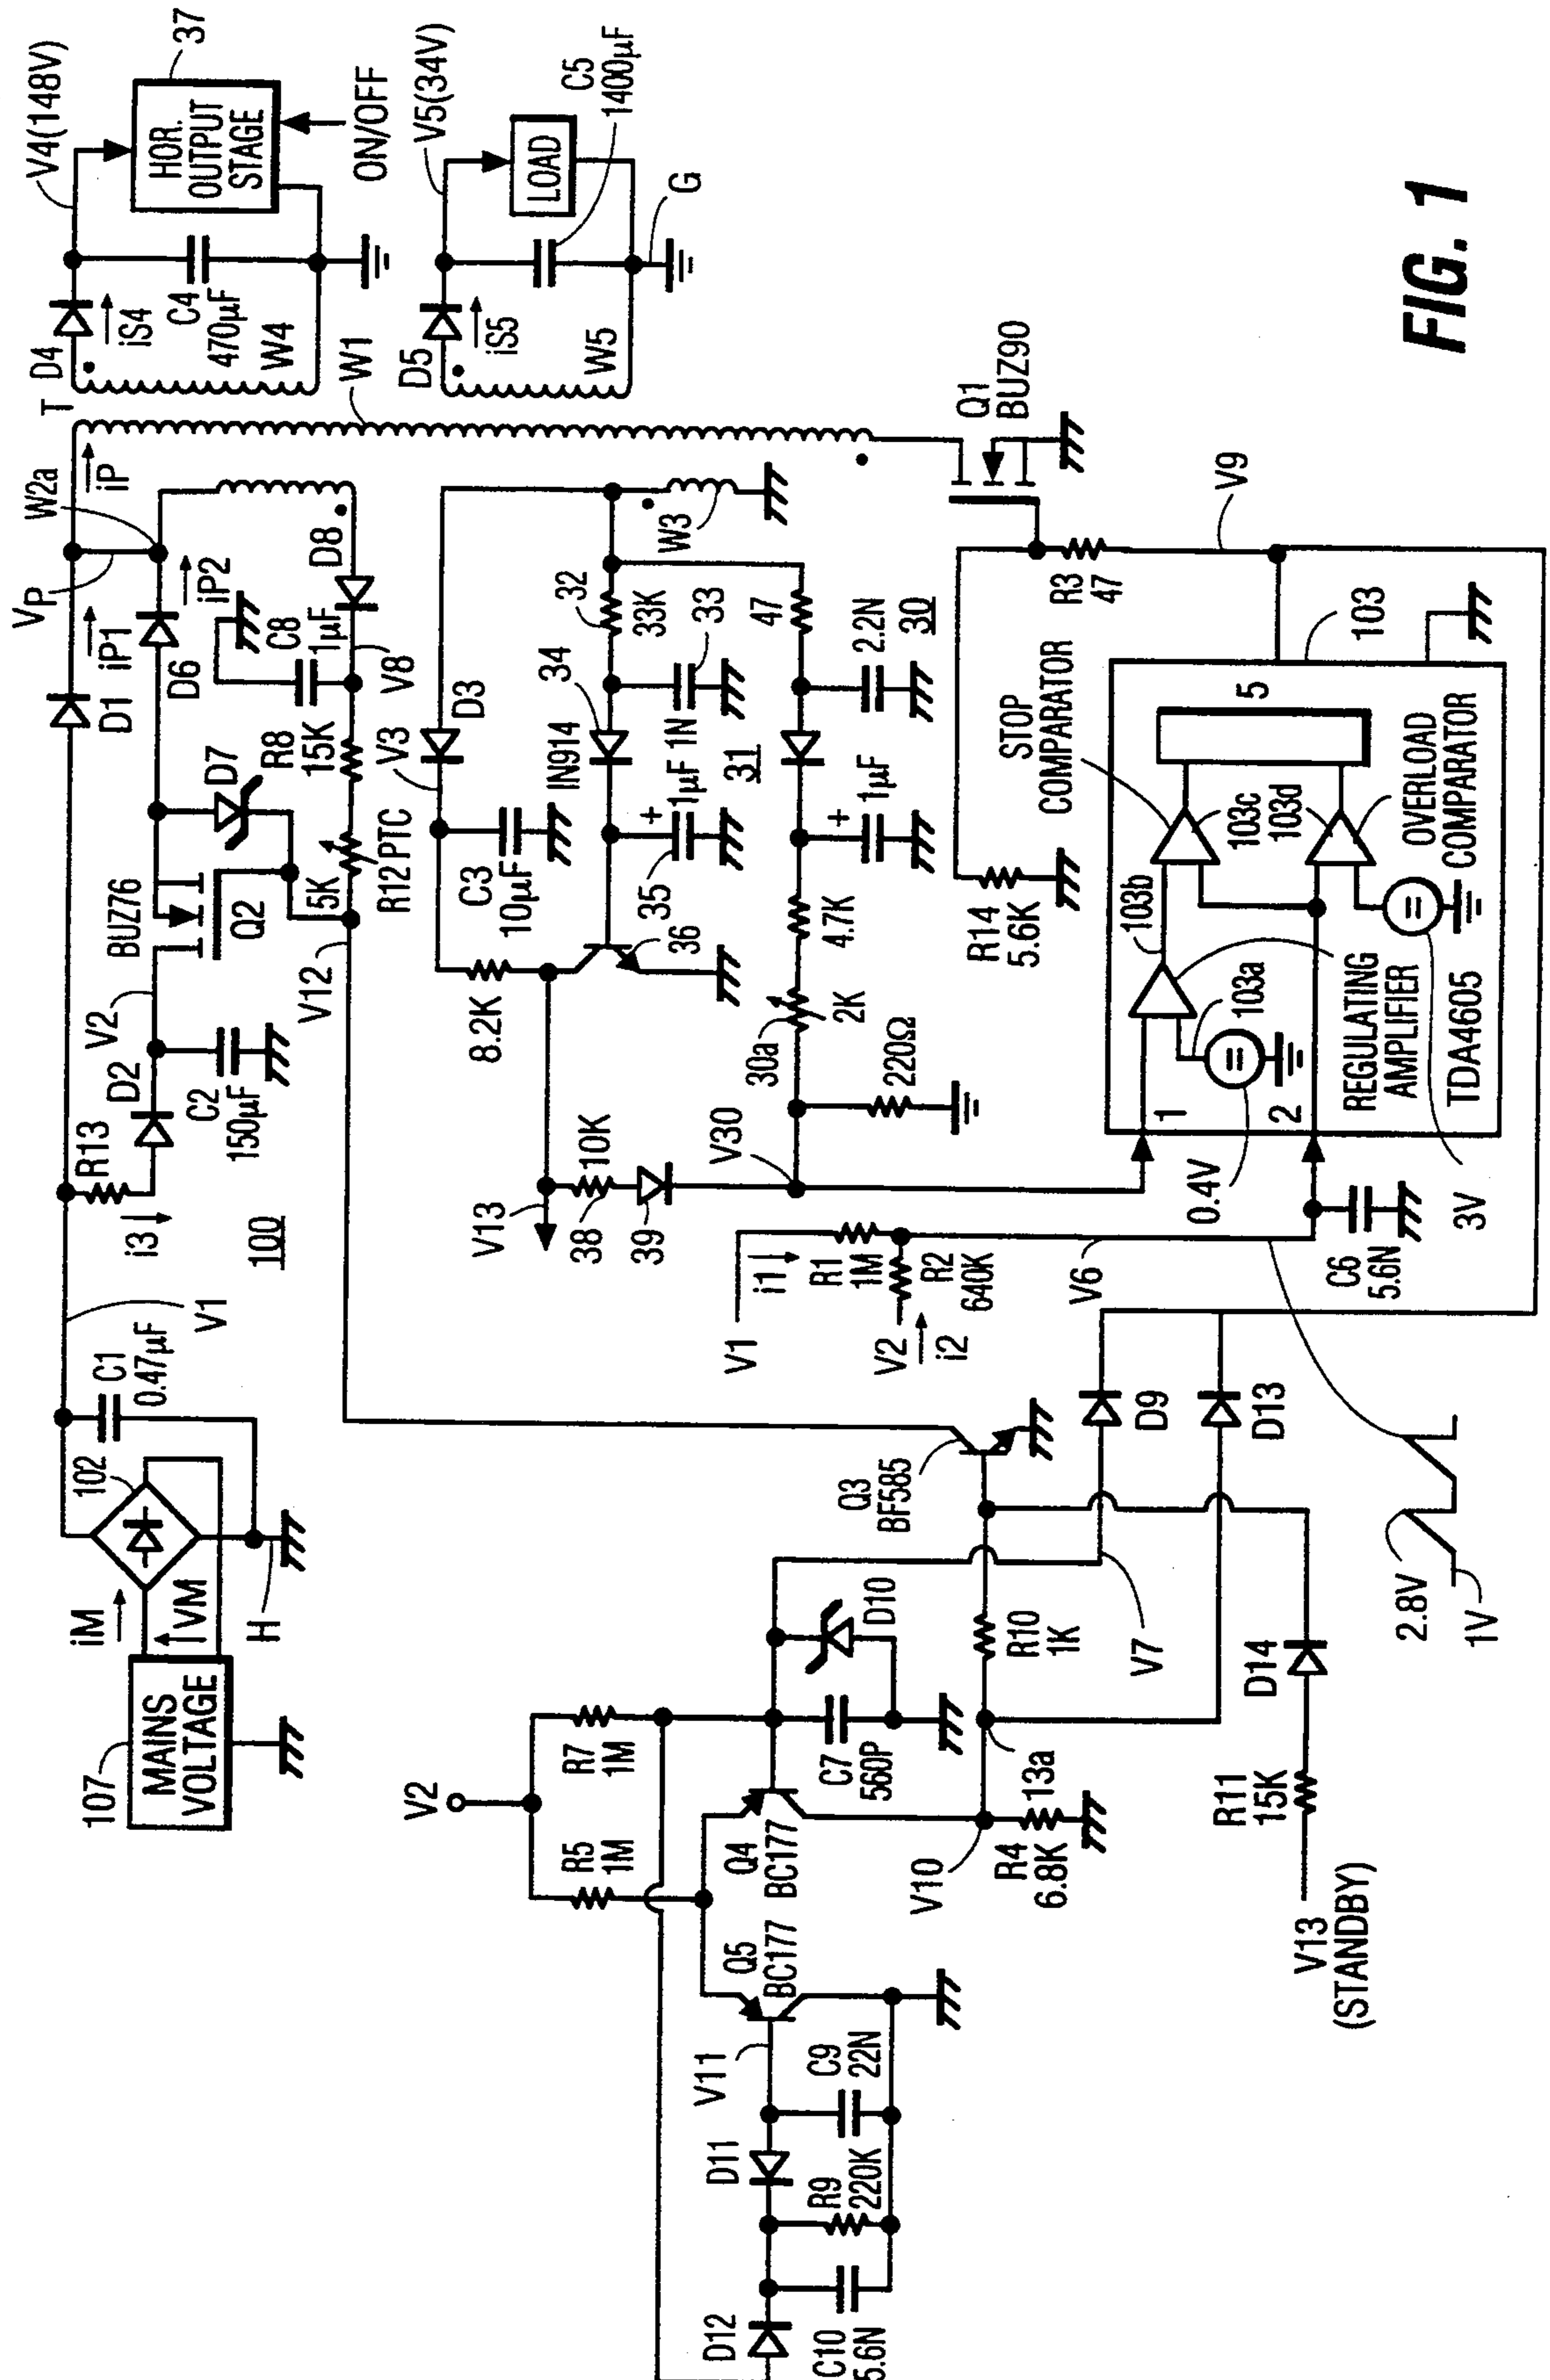 107
MAINS
VOLTAGE
iM
VM
H
102
C1
0.47µF
V1
100
i3
R13
D2
C2
150µF
V2
V12
BUZ76
Q2
D7
5K
R12 PTC
R8
15K
D6
D1
iP1
VP
iP2
C8
1µF
V8
D8
W2a
iP
T
W1
D4
iS4
C4
470µF
W4
V4(148V)
HOR.
OUTPUT
STAGE
37
ON/OFF
D5
iS5
W5
V5(34V)
LOAD
C5
1400µF
G
V3
D3
C3
10µF
8.2K
V13
38
10K
39
36
35
+
1µF
IN914
34
31
1N
33
32
33K
W3
47
2.2N
30
+
1µF
4.7K
30a
2K
220Ω
V30
R14
5.6K
Q1
BUZ90
R3
47
V9
V1
i1
R1
1M
V2
i2
R2
640K
V6
C6
5.6N
1
2
0.4V
3V
103a
103b
103c
103d
STOP
COMPARATOR
OVERLOAD
COMPARATOR
REGULATING
AMPLIFIER
TDA4605
5
103
Q3
BF585
D9
D13
V7
2.8V
1V
V2
R5
1M
R7
1M
Q5
BC177
Q4
BC177
C7
560P
D10
R10
1K
13a
V10
R4
6.8K
R11
15K
D14
V13
(STANDBY)
V11
D11
C9
22N
R9
220K
D12
C10
5.6N
FIG. 1